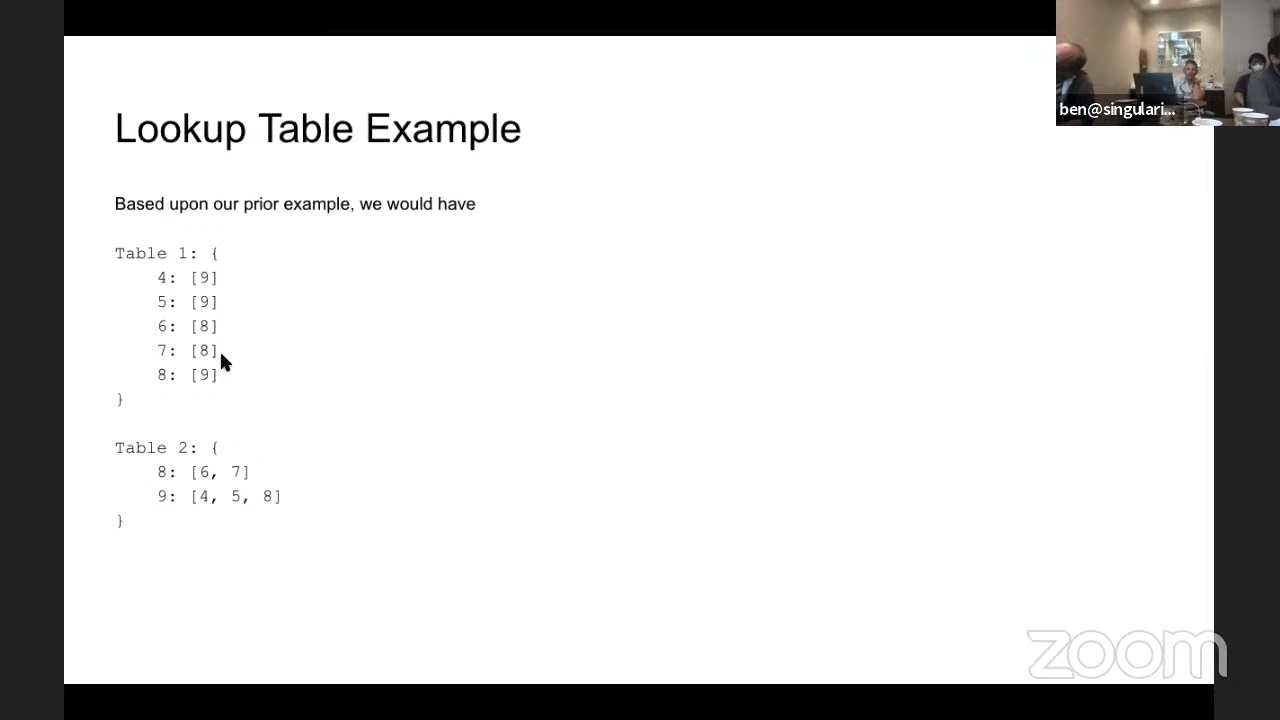 Lookup Table Example
ben@singulari...
Based upon our prior example, we would have
Table 1: {
4: [9]
5: [9]
6: [8]
7: [8]
8: [9]
}
Table 2: {
8: [6, 7]
9: [4, 5, 8]
}
zoom